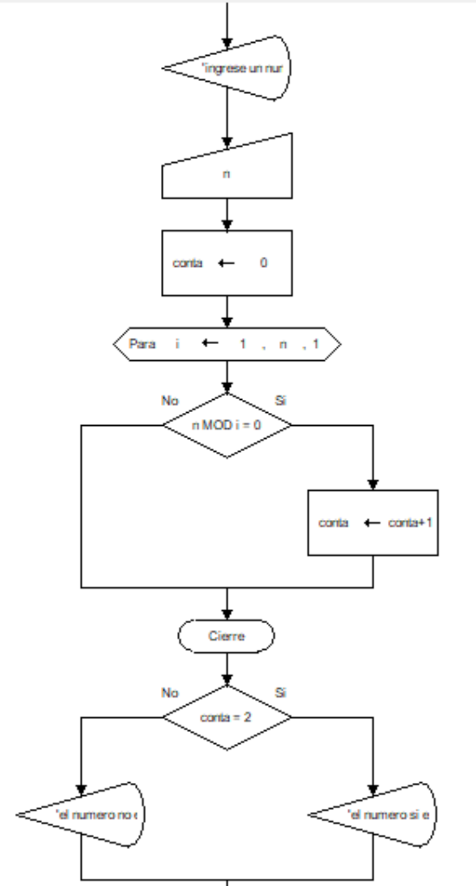 'ingrese un nur
n
conta ← 0
Para i ← 1 , n , 1
No Si
n MOD i = 0
conta ← conta+1
Cierre
No Si
conta = 2
'el numero no 'el numero si e